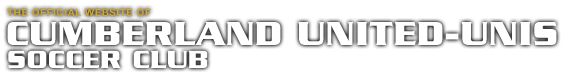 THE OFFICIAL WEBSITE OF
CUMBERLAND UNITED-UNIS
SOCCER CLUB